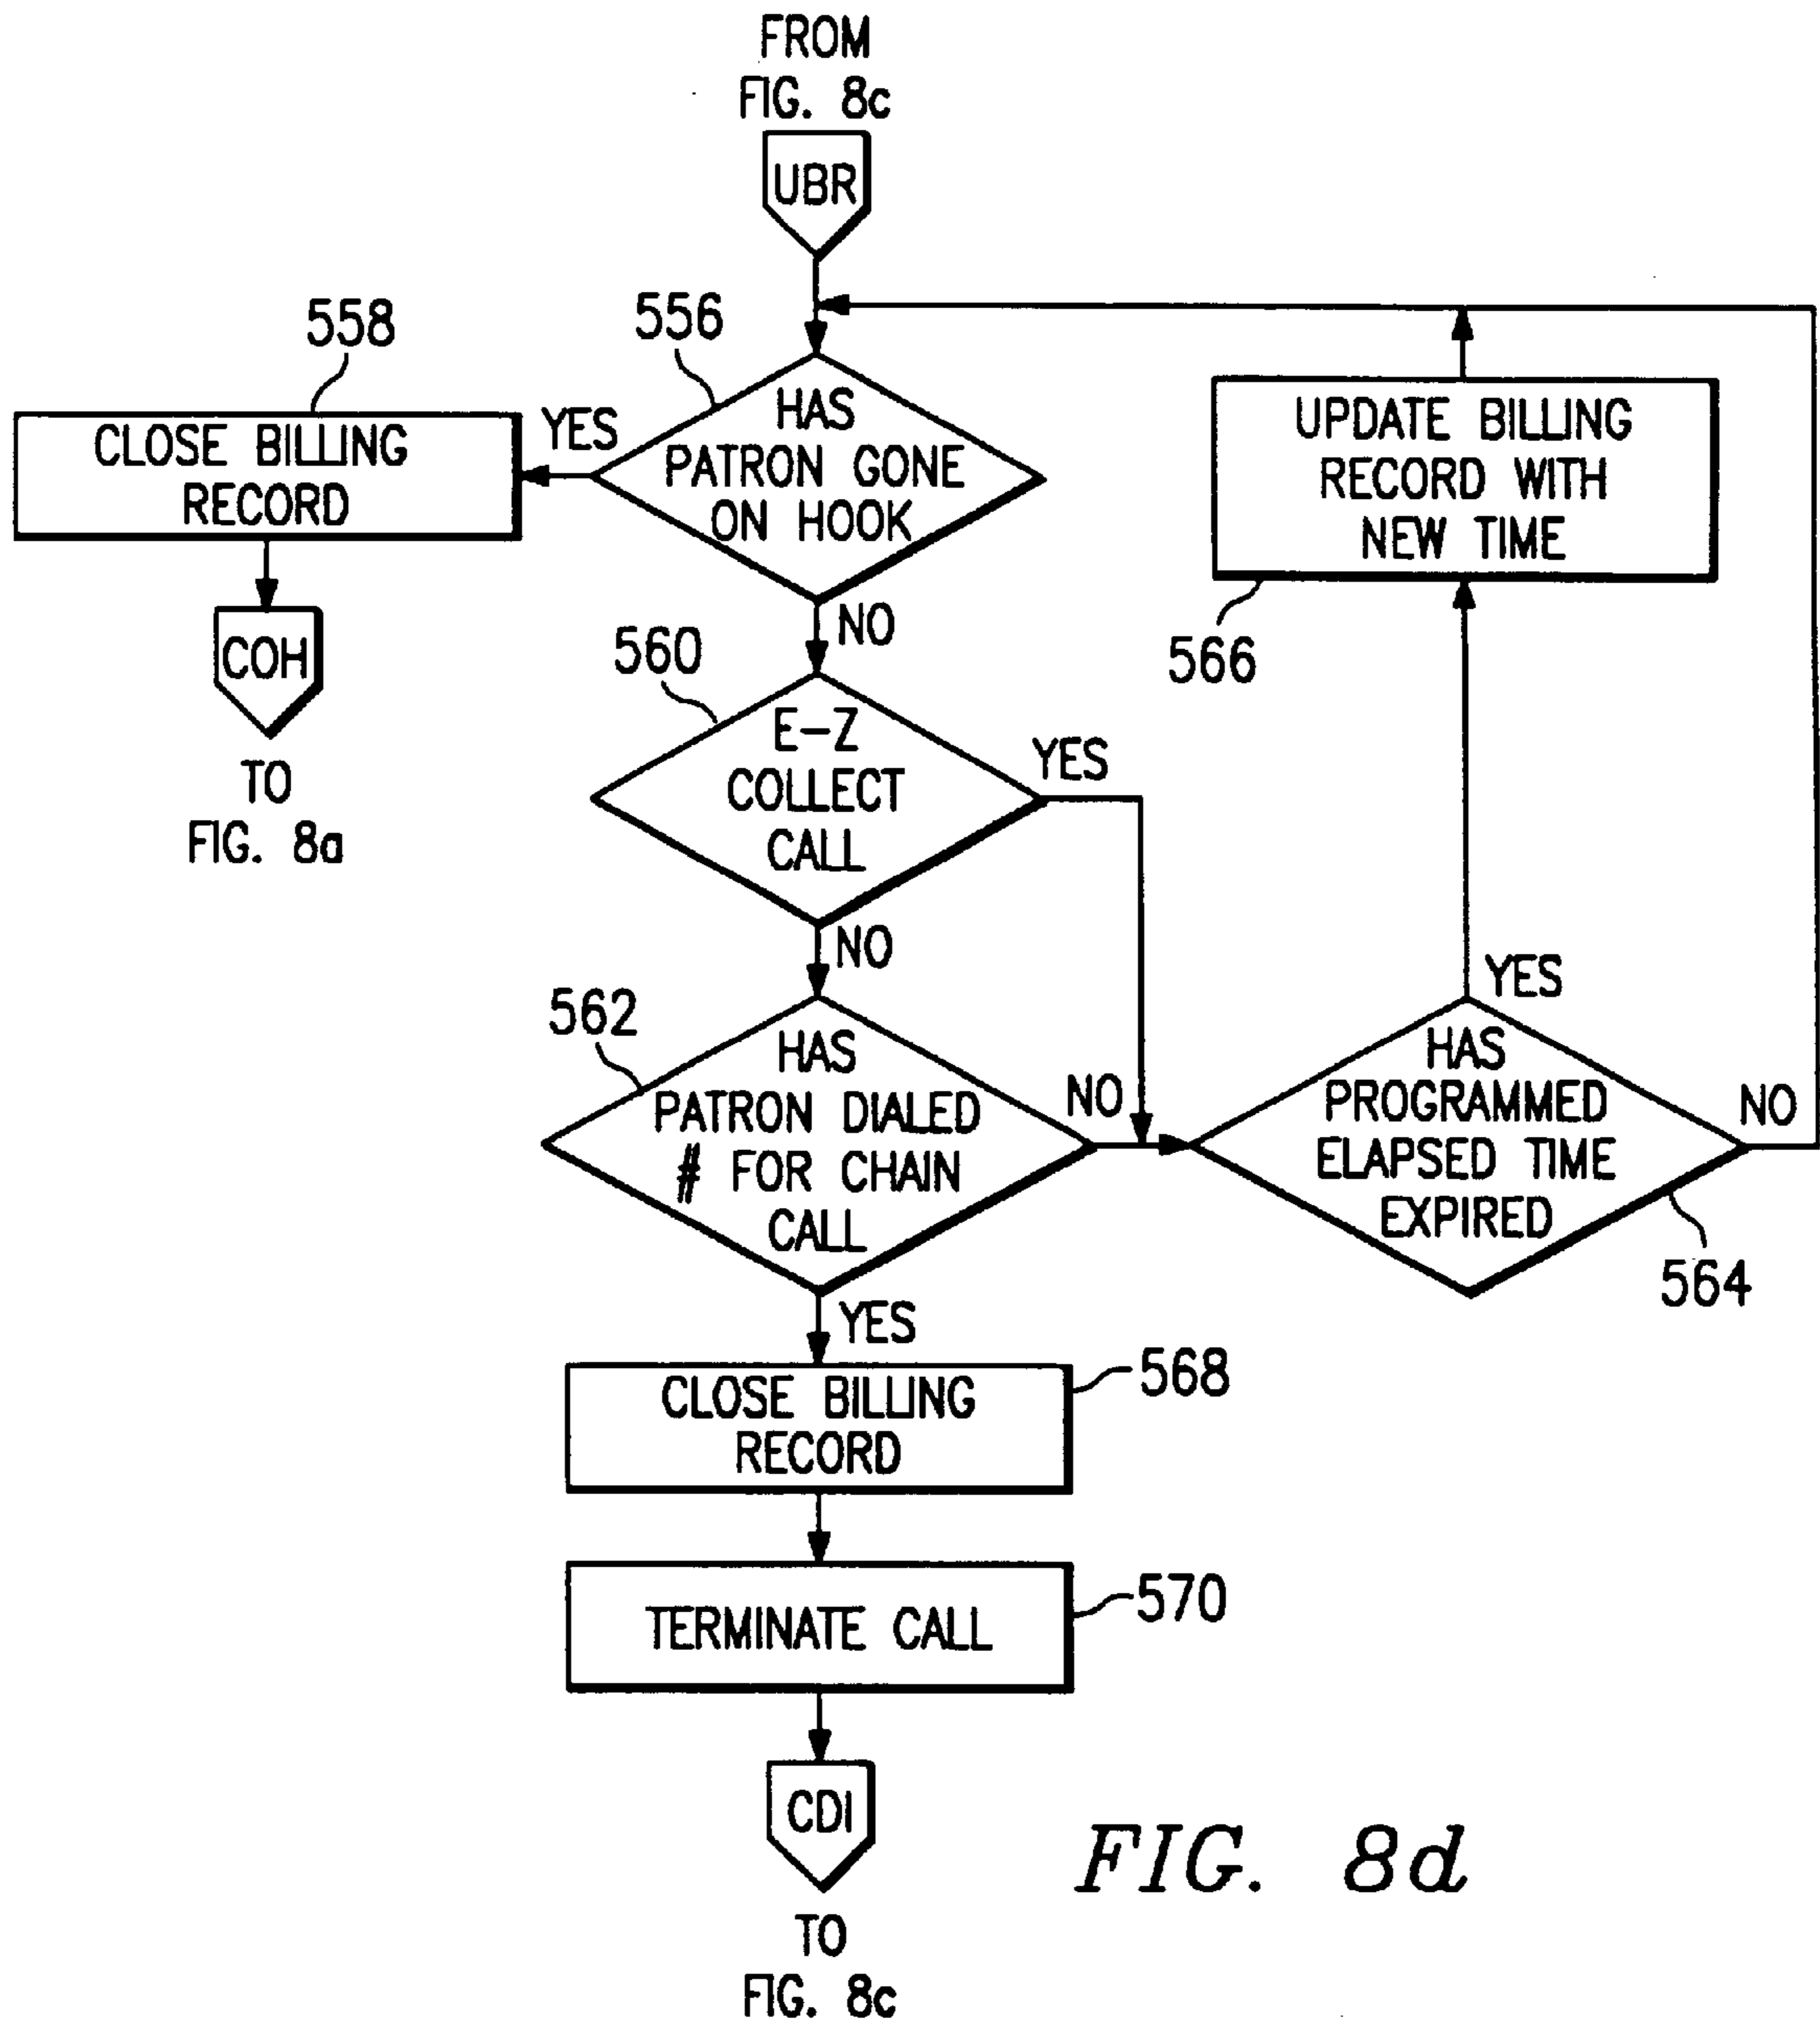 FROM
FIG. 8c
UBR
558
556
CLOSE BILLING
RECORD
YES
HAS
PATRON GONE
ON HOOK
UPDATE BILLING
RECORD WITH
NEW TIME
566
COH
TO
FIG. 8a
NO
560
E-Z
COLLECT
CALL
YES
NO
562
HAS
PATRON DIALED
# FOR CHAIN
CALL
NO
YES
HAS
PROGRAMMED
ELAPSED TIME
EXPIRED
NO
564
YES
CLOSE BILLING
RECORD
568
TERMINATE CALL
570
CDI
TO
FIG. 8c
FIG. 8d